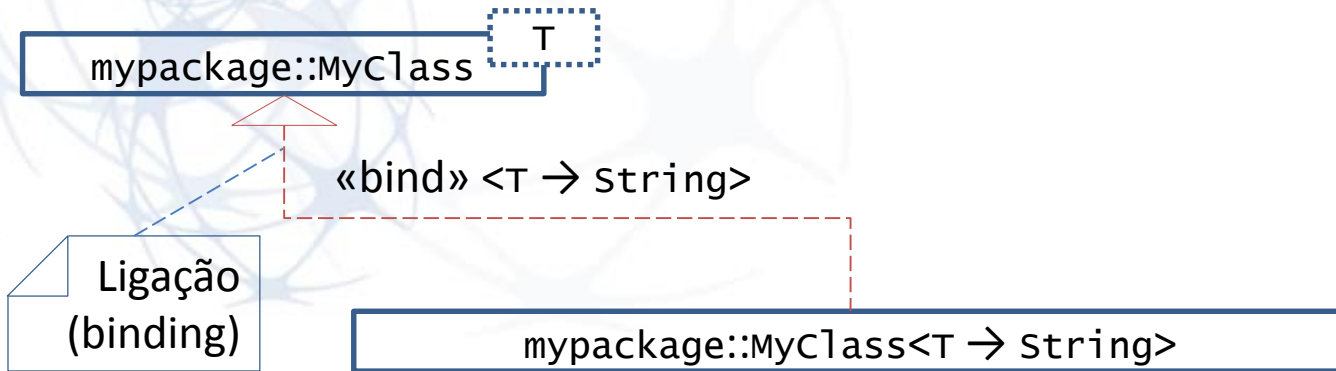 T
mypackage::MyClass
«bind» <T → String>
Ligação
(binding)
mypackage::MyClass<T → String>